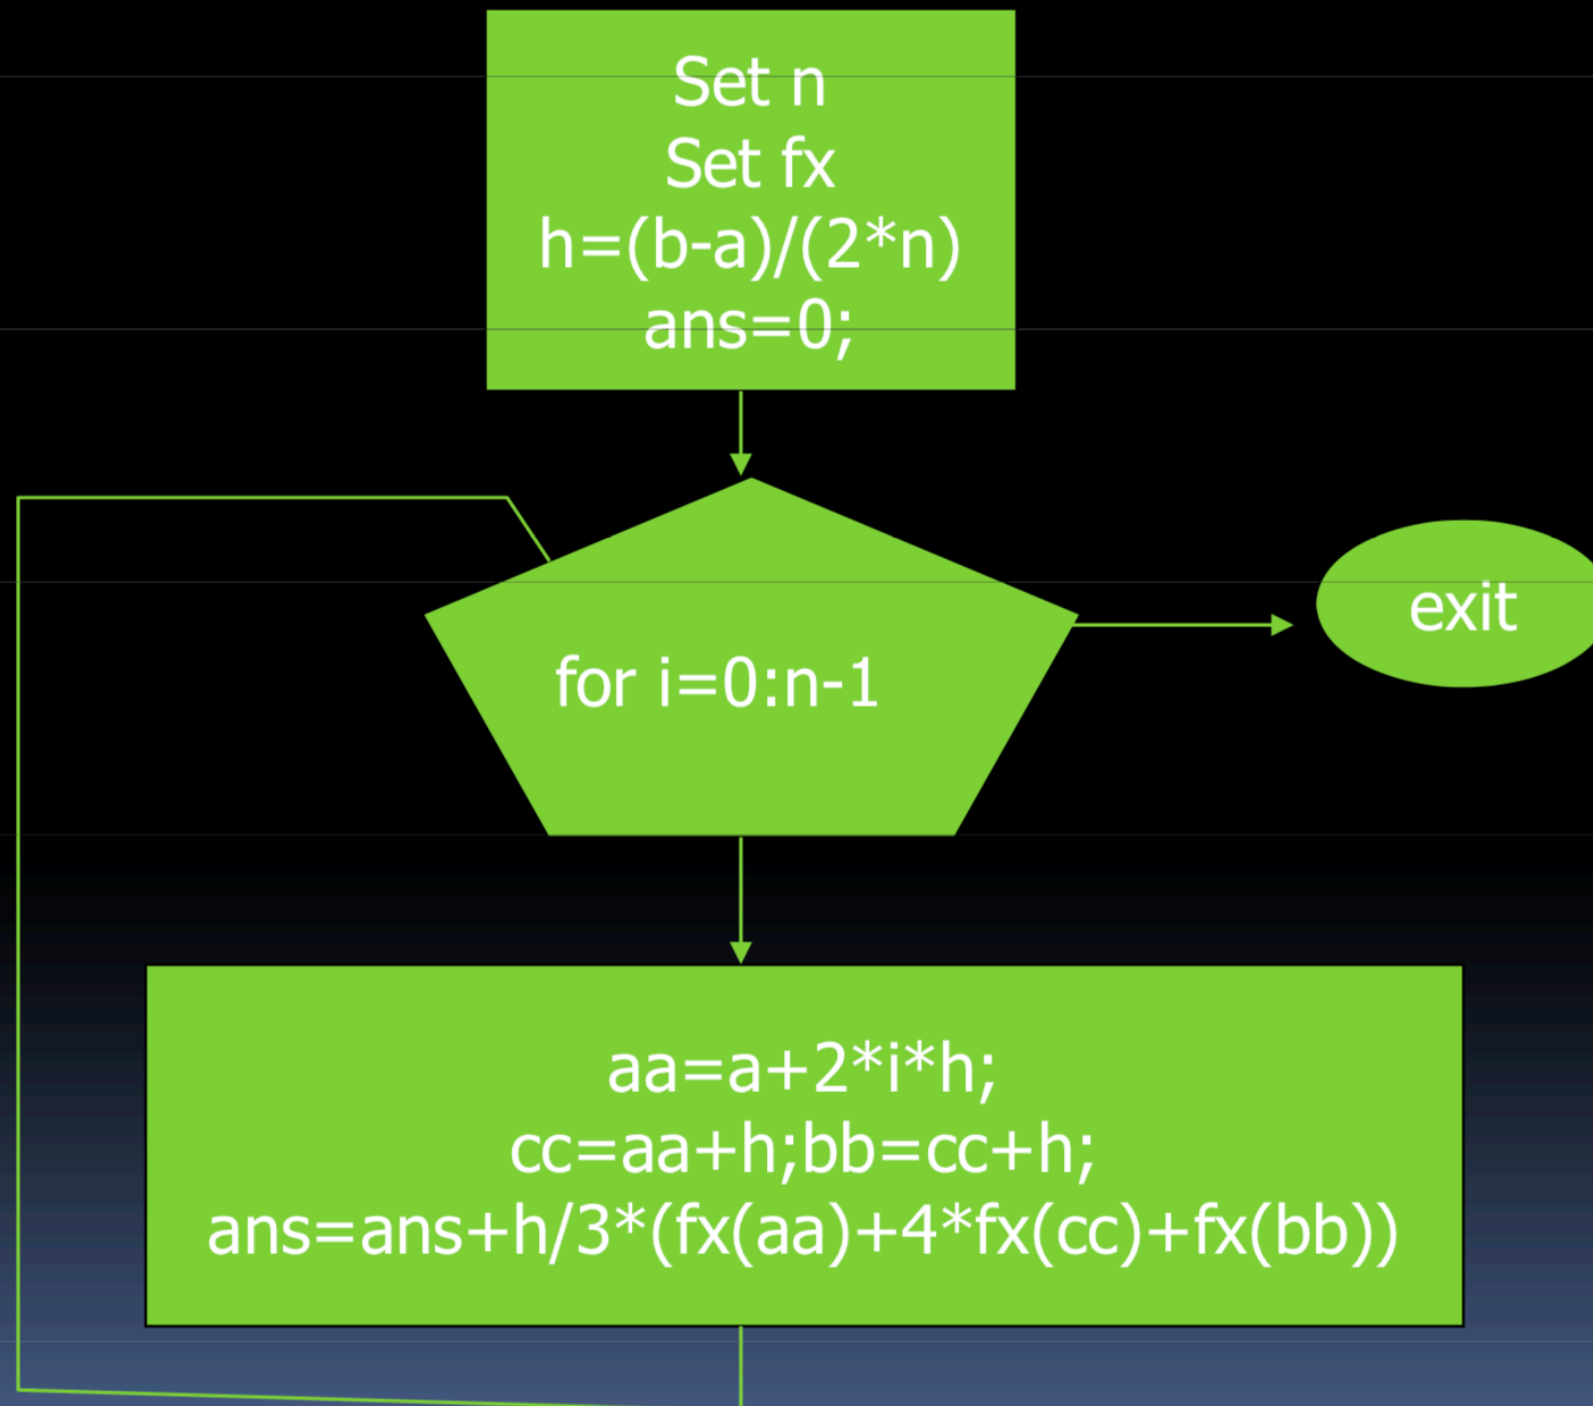 Set n
Set fx
h=(b-a)/(2*n)
ans=0;
for i=0:n-1
exit
aa=a+2*i*h;
cc=aa+h;bb=cc+h;
ans=ans+h/3*(fx(aa)+4*fx(cc)+fx(bb))